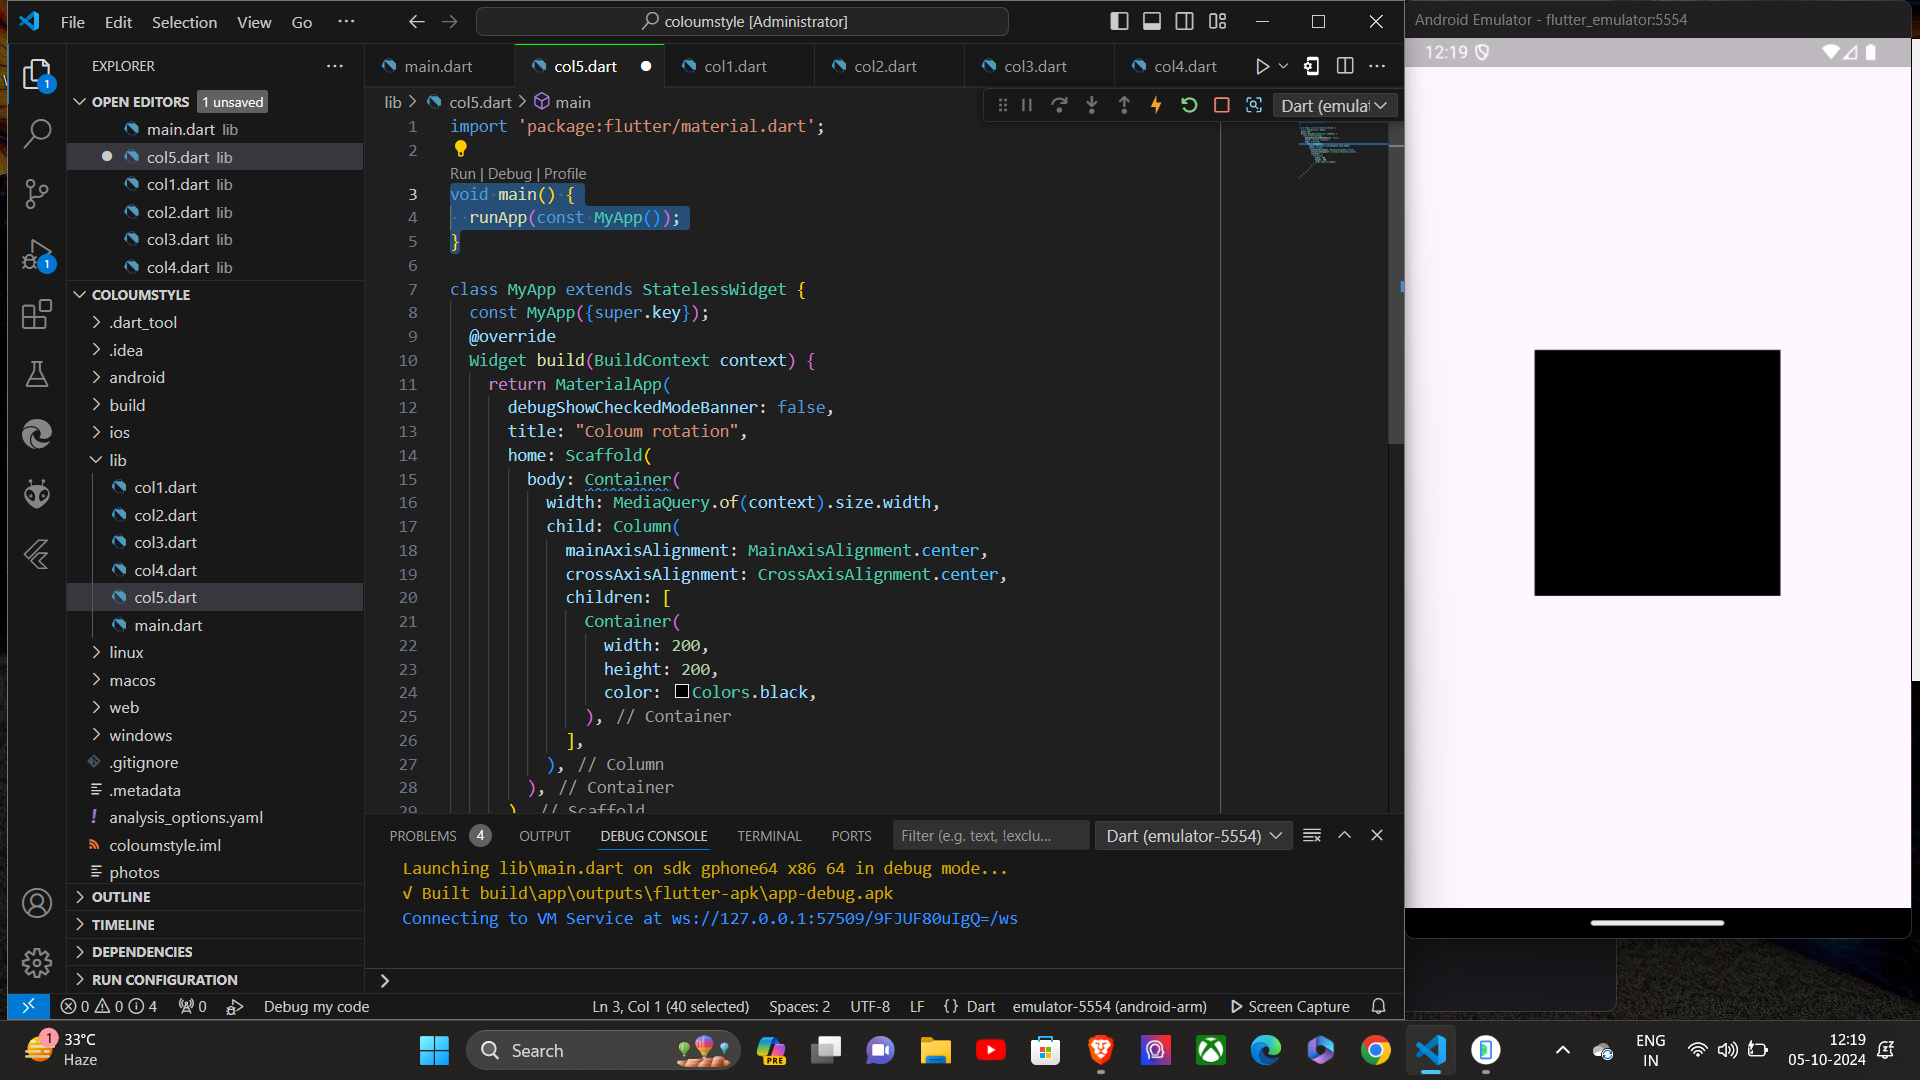 File Edit Selection View Go ··· coloumstyle [Administrator]
Android Emulator - flutter_emulator:5554
12:19
EXPLORER ···
main.dart col5.dart col1.dart col2.dart col3.dart col4.dart
OPEN EDITORS 1 unsaved
main.dart lib
col5.dart lib
col1.dart lib
col2.dart lib
col3.dart lib
col4.dart lib
COLOUMSTYLE
.dart_tool
.idea
android
build
ios
lib
col1.dart
col2.dart
col3.dart
col4.dart
col5.dart
main.dart
linux
macos
web
windows
.gitignore
.metadata
analysis_options.yaml
coloumstyle.iml
photos
OUTLINE
TIMELINE
DEPENDENCIES
RUN CONFIGURATION
1
1
lib > col5.dart > main
Dart (emulat
1 import 'package:flutter/material.dart';
2
Run | Debug | Profile
3 void main() {
4 runApp(const MyApp());
5 }
6
7 class MyApp extends StatelessWidget {
8 const MyApp({super.key});
9 @override
10 Widget build(BuildContext context) {
11 return MaterialApp(
12 debugShowCheckedModeBanner: false,
13 title: "Coloum rotation",
14 home: Scaffold(
15 body: Container(
16 width: MediaQuery.of(context).size.width,
17 child: Column(
18 mainAxisAlignment: MainAxisAlignment.center,
19 crossAxisAlignment: CrossAxisAlignment.center,
20 children: [
21 Container(
22 width: 200,
23 height: 200,
24 color: Colors.black,
25 ), // Container
26 ],
27 ), // Column
28 ), // Container
29 ) // Scaffold
PROBLEMS 4 OUTPUT DEBUG CONSOLE TERMINAL PORTS Filter (e.g. text, !exclu... Dart (emulator-5554)
Launching lib\main.dart on sdk gphone64 x86 64 in debug mode...
√ Built build\app\outputs\flutter-apk\app-debug.apk
Connecting to VM Service at ws://127.0.0.1:57509/9FJUF80uIgQ=/ws
>
0 0 4 0 Debug my code Ln 3, Col 1 (40 selected) Spaces: 2 UTF-8 LF {} Dart emulator-5554 (android-arm) Screen Capture
1 33°C
Haze
Search
PRE
ENG
IN
12:19
05-10-2024